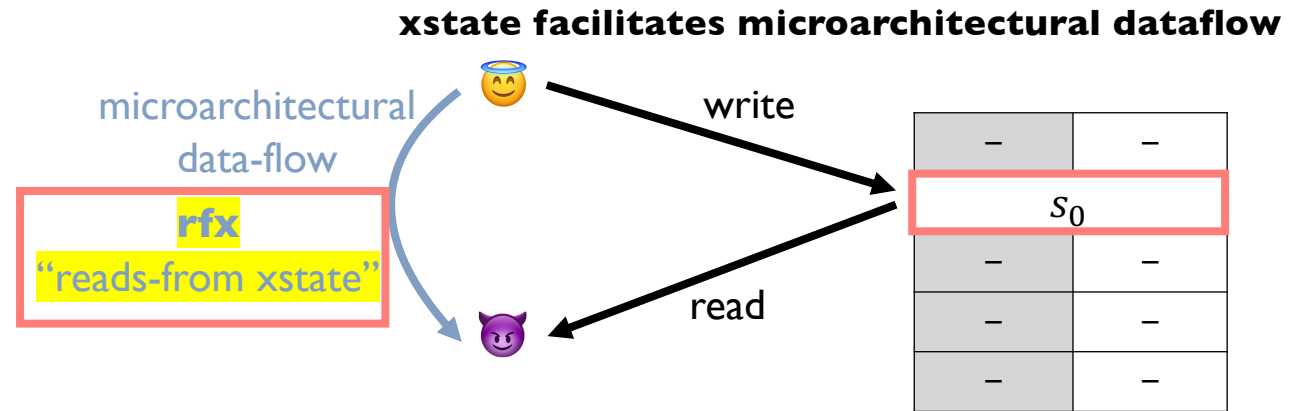 xstate facilitates microarchitectural dataflow
microarchitectural
data-flow
rfx
“reads-from xstate”
write
read
– –
s₀
– –
– –
– –